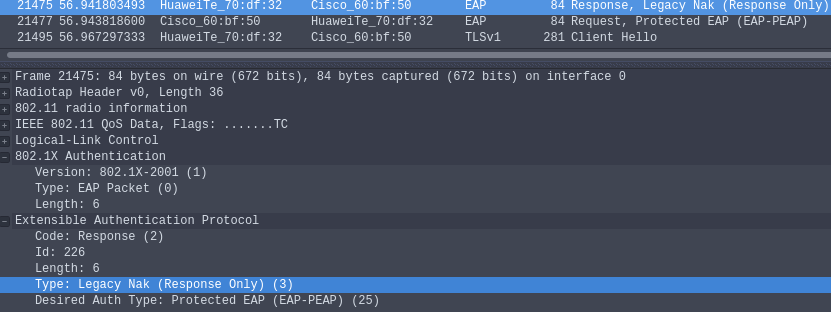 21475 56.941803493 HuaweiTe_70:df:32 Cisco_60:bf:50 EAP 84 Response, Legacy Nak (Response Only)
21477 56.943818600 Cisco_60:bf:50 HuaweiTe_70:df:32 EAP 84 Request, Protected EAP (EAP-PEAP)
21495 56.967297333 HuaweiTe_70:df:32 Cisco_60:bf:50 TLSv1 281 Client Hello
Frame 21475: 84 bytes on wire (672 bits), 84 bytes captured (672 bits) on interface 0
Radiotap Header v0, Length 36
802.11 radio information
IEEE 802.11 QoS Data, Flags: .......TC
Logical-Link Control
802.1X Authentication
Version: 802.1X-2001 (1)
Type: EAP Packet (0)
Length: 6
Extensible Authentication Protocol
Code: Response (2)
Id: 226
Length: 6
Type: Legacy Nak (Response Only) (3)
Desired Auth Type: Protected EAP (EAP-PEAP) (25)